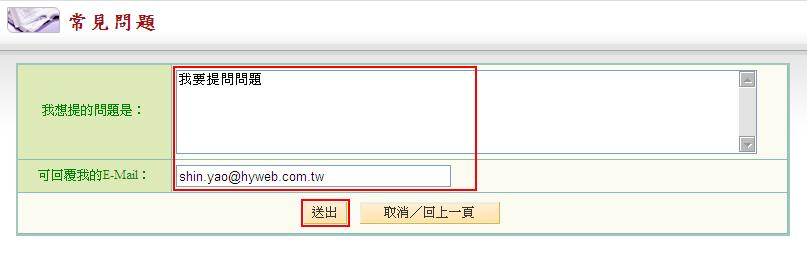 常見問題
我想提的問題是：
我要提問問題
可回覆我的E-Mail：
shin.yao@hyweb.com.tw
送出
取消／回上一頁